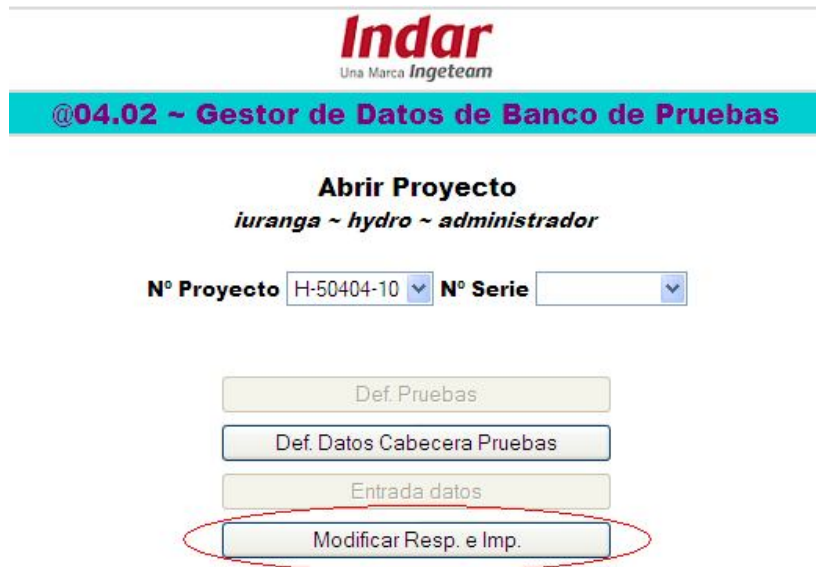 Indar
Una Marca Ingeteam
@04.02 ~ Gestor de Datos de Banco de Pruebas
Abrir Proyecto
iuranga ~ hydro ~ administrador
Nº Proyecto H-50404-10 Nº Serie
Def. Pruebas
Def. Datos Cabecera Pruebas
Entrada datos
Modificar Resp. e Imp.